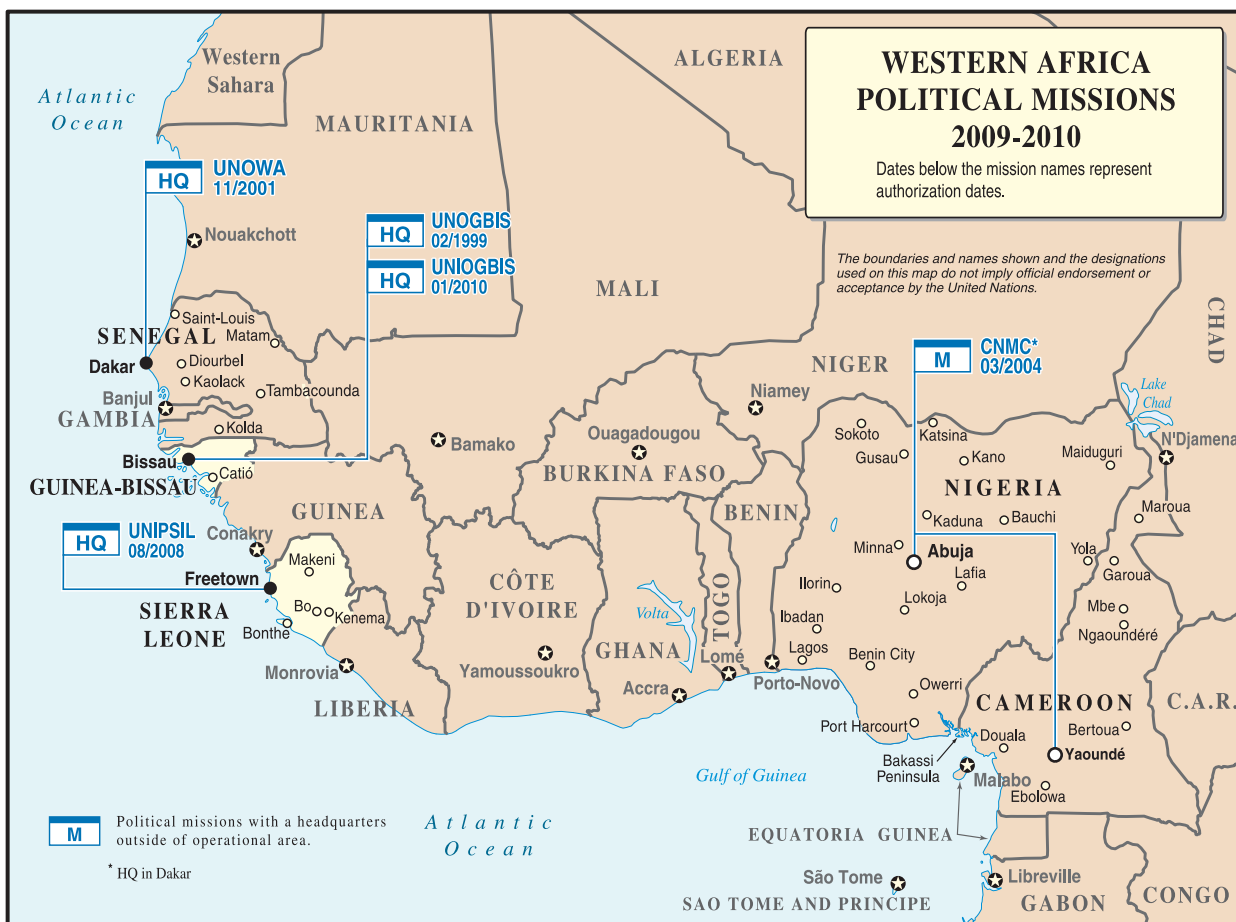 WESTERN AFRICA
POLITICAL MISSIONS
2009-2010
Dates below the mission names represent
authorization dates.
The boundaries and names shown and the designations
used on this map do not imply official endorsement or
acceptance by the United Nations.
Western
Sahara
ALGERIA
Atlantic
Ocean
MAURITANIA
HQ
UNOWA
11/2001
HQ
UNOGBIS
02/1999
HQ
UNIOGBIS
01/2010
Nouakchott
MALI
CHAD
Saint-Louis
SENEGAL
Matam
Dakar
Diourbel
Kaolack
Tambacounda
Banjul
GAMBIA
Kolda
NIGER
Niamey
M
CNMC*
03/2004
Lake
Chad
N'Djamena
Bamako
Ouagadougou
BURKINA FASO
Sokoto
Katsina
Gusau
Kano
Maiduguri
Bissau
Catió
GUINEA-BISSAU
GUINEA
BENIN
NIGERIA
Maroua
Kaduna
Bauchi
HQ
UNIPSIL
08/2008
Conakry
Makeni
Freetown
SIERRA
LEONE
Bo
Kenema
Bonthe
CÔTE
D'IVOIRE
Volta
TOGO
GHANA
Minna
Abuja
Yola
Garoua
Ilorin
Lafia
Lokoja
Mbe
Ibadan
Ngaoundéré
Monrovia
LIBERIA
Yamoussoukro
Accra
Lomé
Porto-Novo
Lagos
Benin City
Owerri
CAMEROON
C.A.R.
Port Harcourt
Douala
Bertoua
Bakassi
Peninsula
Yaoundé
Gulf of Guinea
Malabo
Ebolowa
EQUATORIA GUINEA
M
Political missions with a headquarters
outside of operational area.
* HQ in Dakar
Atlantic
Ocean
São Tome
SAO TOME AND PRINCIPE
Libreville
GABON
CONGO